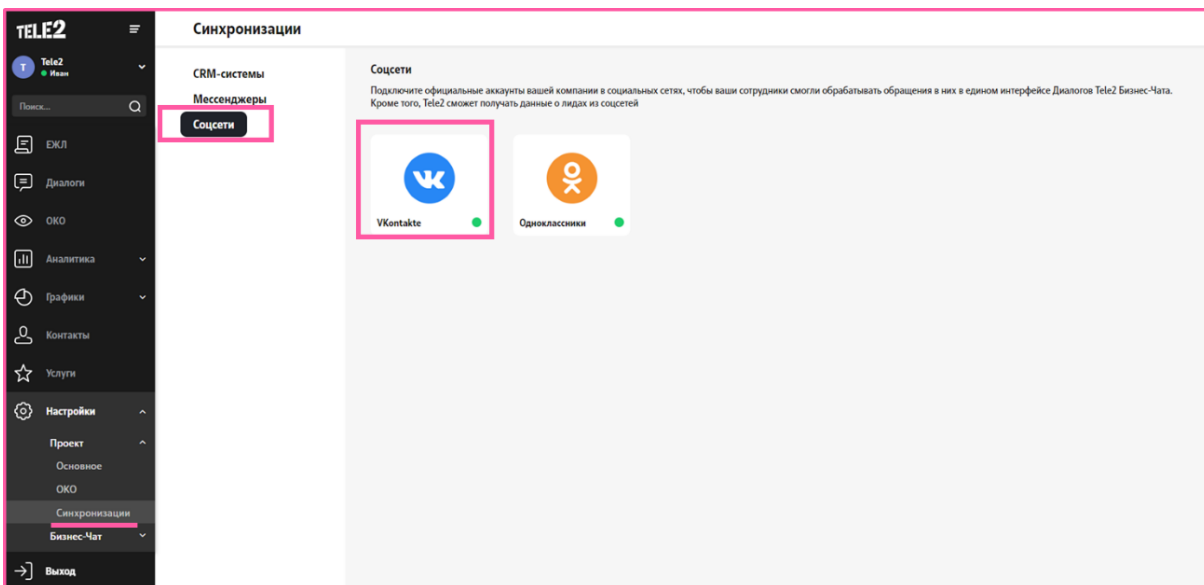 TELE2
Синхронизации
Т
Tele2
Иван
Поиск...
ЕЖЛ
Диалоги
ОКО
Аналитика
Графики
Контакты
Услуги
Настройки
Проект
Основное
ОКО
Синхронизации
Бизнес-Чат
Выход
CRM-системы
Мессенджеры
Соцсети
Соцсети
Подключите официальные аккаунты вашей компании в социальных сетях, чтобы ваши сотрудники смогли обрабатывать обращения в них в едином интерфейсе Диалогов Tele2 Бизнес-Чата.
Кроме того, Tele2 сможет получать данные о лидах из соцсетей
VKontakte
Одноклассники